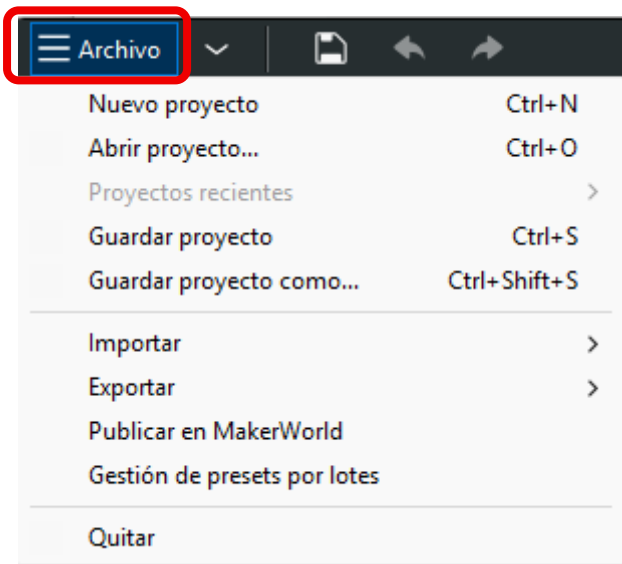 Archivo
Nuevo proyecto Ctrl+N
Abrir proyecto... Ctrl+O
Proyectos recientes
Guardar proyecto Ctrl+S
Guardar proyecto como... Ctrl+Shift+S
Importar
Exportar
Publicar en MakerWorld
Gestión de presets por lotes
Quitar